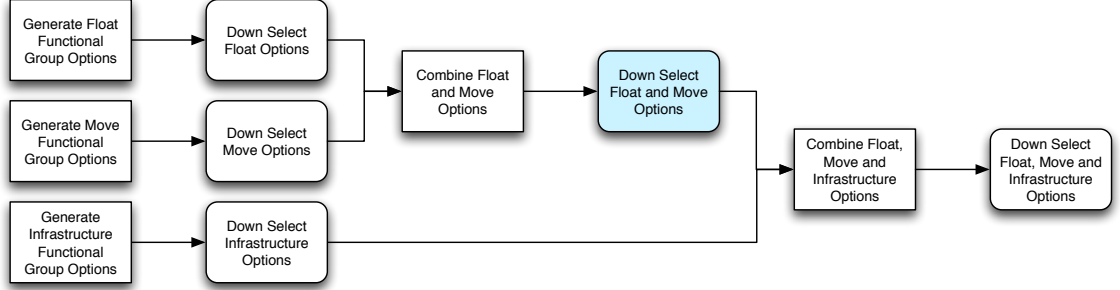 Generate Float
Functional
Group Options
Down Select
Float Options
Generate Move
Functional
Group Options
Down Select
Move Options
Generate
Infrastructure
Functional
Group Options
Down Select
Infrastructure
Options
Combine Float
and Move
Options
Down Select
Float and Move
Options
Combine Float,
Move and
Infrastructure
Options
Down Select
Float, Move and
Infrastructure
Options